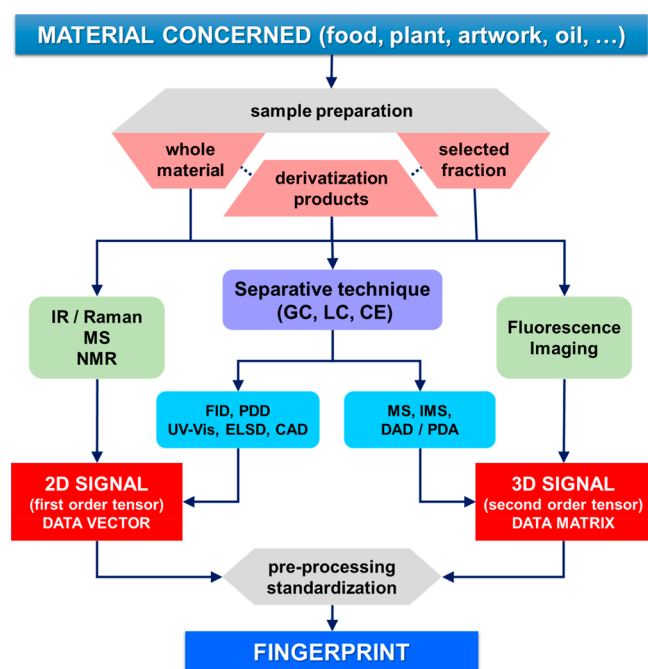 MATERIAL CONCERNED (food, plant, artwork, oil, …)
sample preparation
whole
material
selected
fraction
derivatization
products
IR / Raman
MS
NMR
Separative technique
(GC, LC, CE)
Fluorescence
Imaging
FID, PDD
UV-Vis, ELSD, CAD
MS, IMS,
DAD / PDA
2D SIGNAL
(first order tensor)
DATA VECTOR
3D SIGNAL
(second order tensor)
DATA MATRIX
pre-processing
standardization
FINGERPRINT